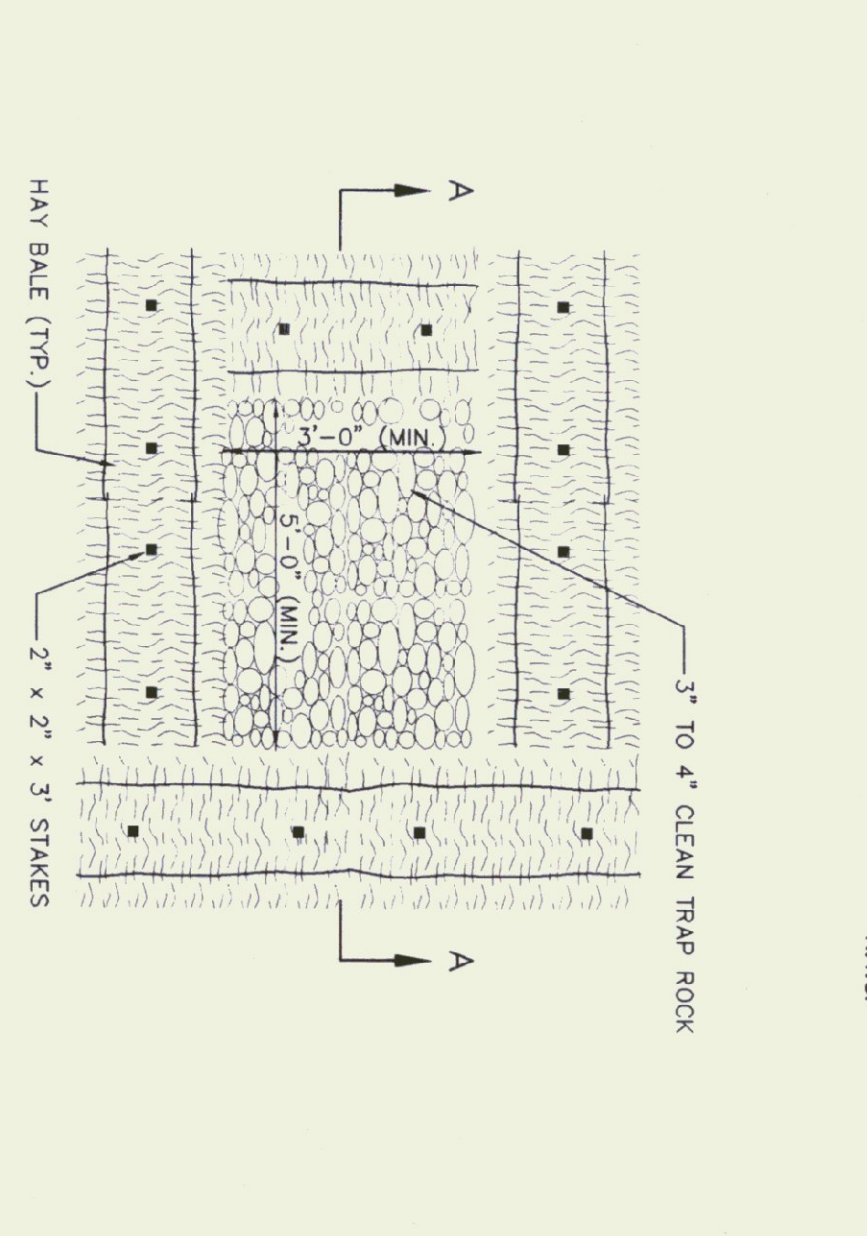 3" TO 4" CLEAN TRAP ROCK
A
A
3'-0" (MIN.)
5'-0" (MIN.)
HAY BALE (TYP.)
2" x 2" x 3' STAKES